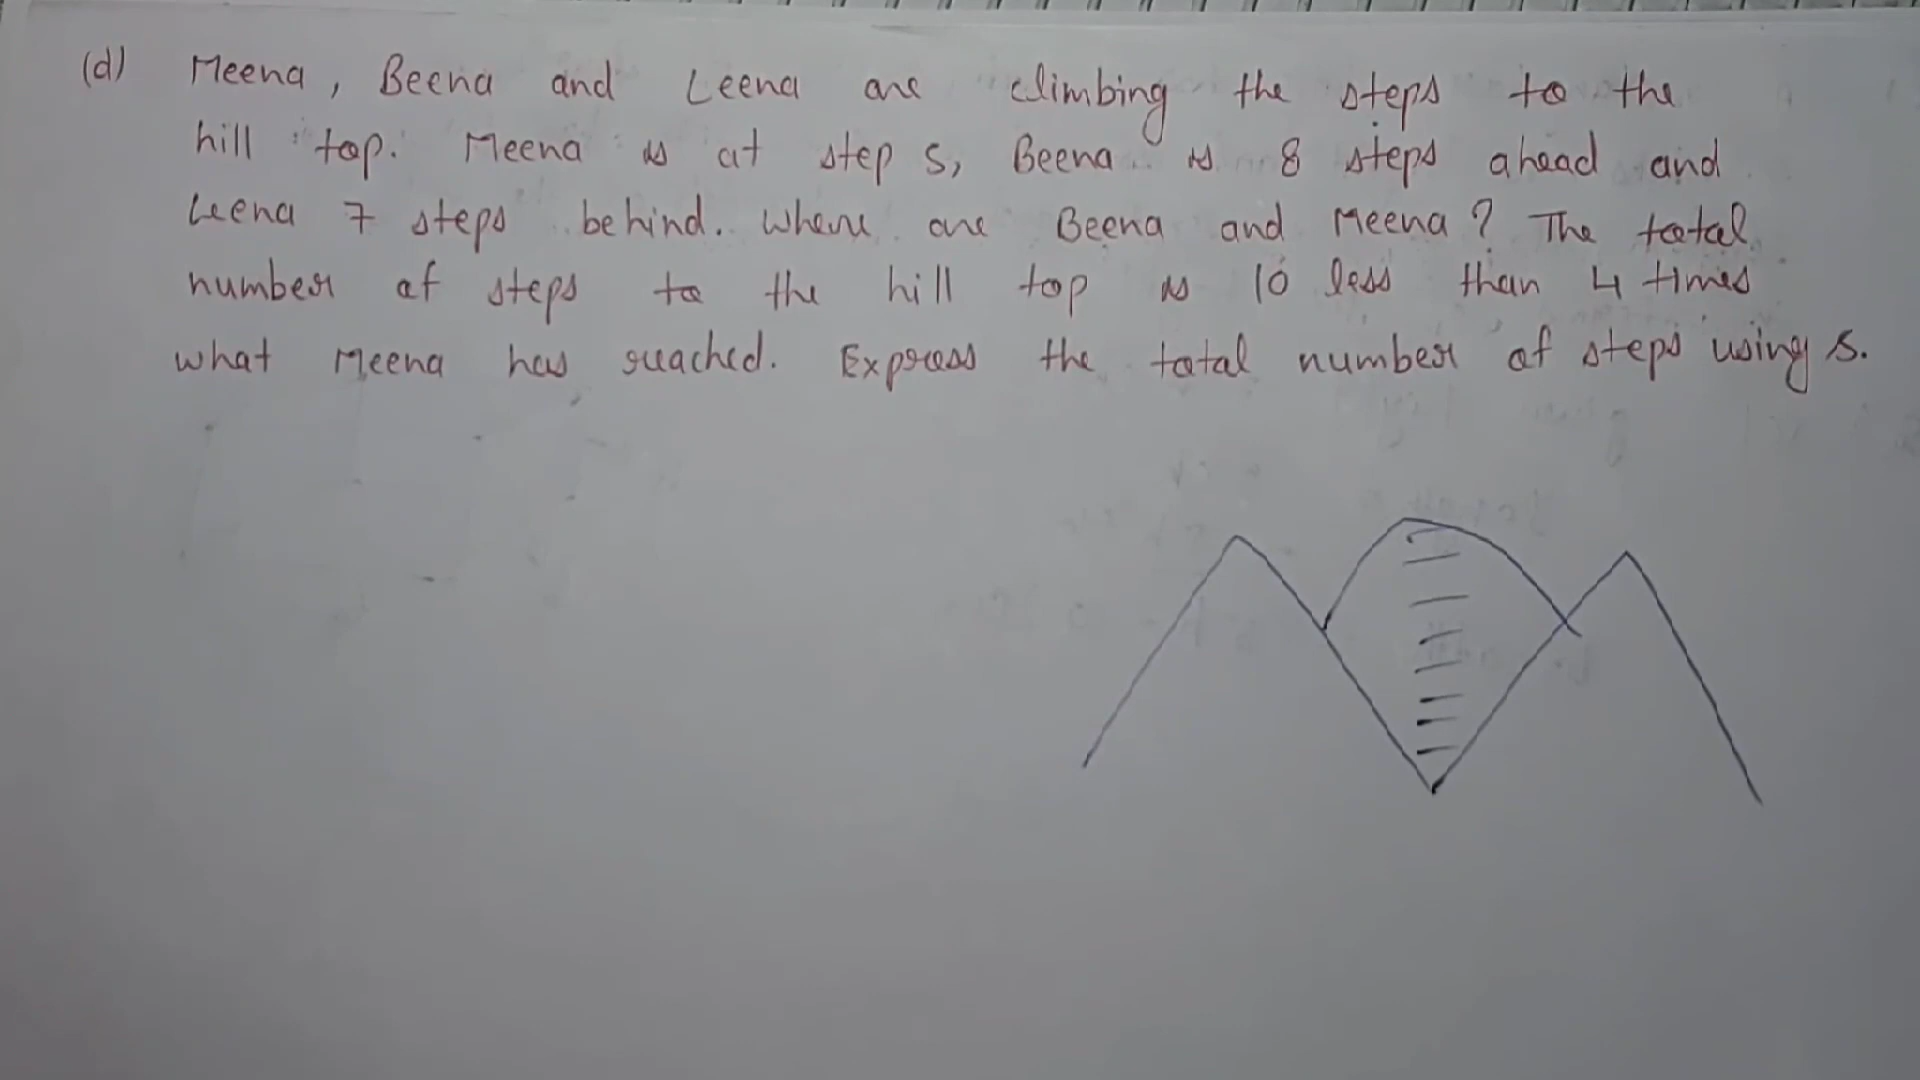 (d) Meena, Beena and Leena are climbing the steps to the
hill top. Meena is at step s, Beena is 8 steps ahead and
Leena 7 steps behind. Where are Beena and Meena? The total
number of steps to the hill top is 10 less than 4 times
what Meena has reached. Express the total number of steps using s.